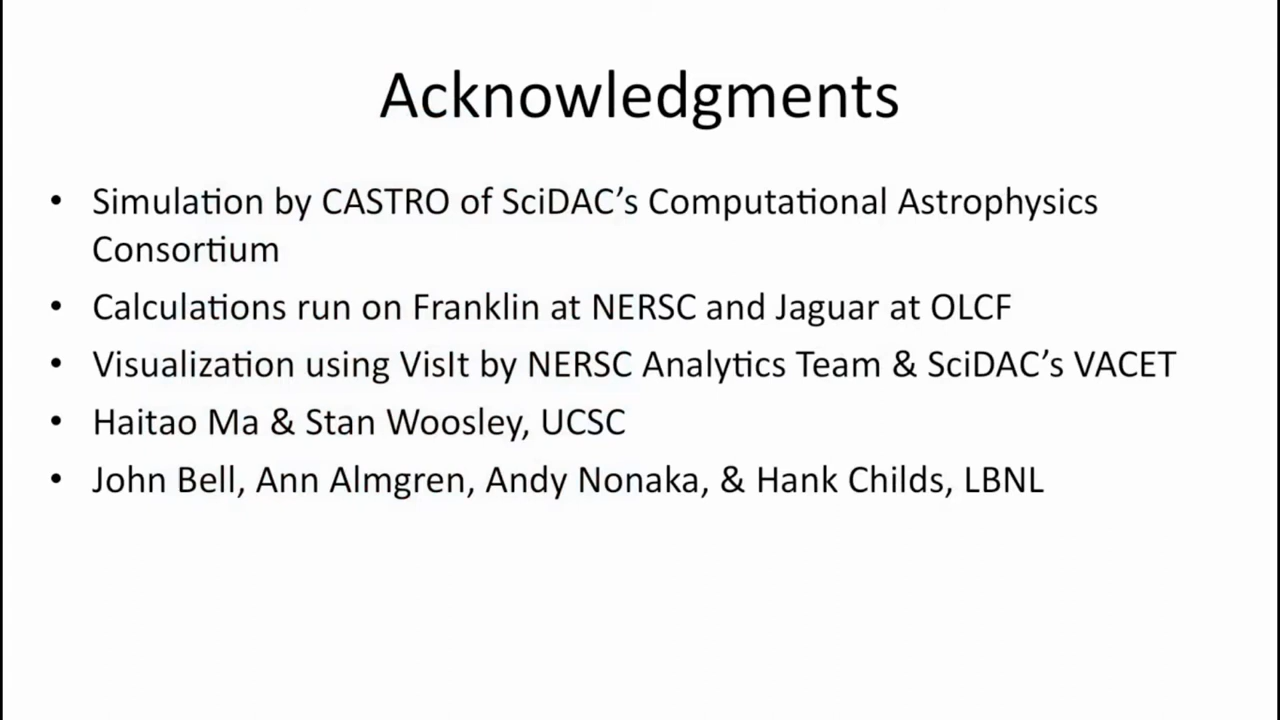 Acknowledgments
• Simulation by CASTRO of SciDAC’s Computational Astrophysics
Consortium
• Calculations run on Franklin at NERSC and Jaguar at OLCF
• Visualization using VisIt by NERSC Analytics Team & SciDAC’s VACET
• Haitao Ma & Stan Woosley, UCSC
• John Bell, Ann Almgren, Andy Nonaka, & Hank Childs, LBNL